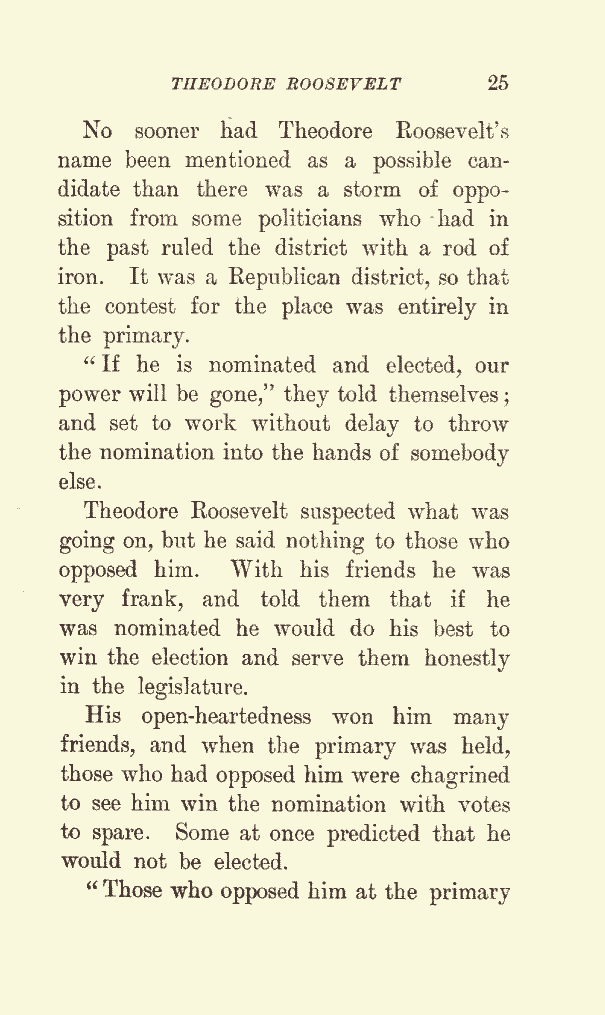 THEODORE ROOSEVELT 25
No sooner had Theodore Roosevelt's
name been mentioned as a possible can-
didate than there was a storm of oppo-
sition from some politicians who had in
the past ruled the district with a rod of
iron. It was a Republican district, so that
the contest for the place was entirely in
the primary.
"If he is nominated and elected, our
power will be gone," they told themselves;
and set to work without delay to throw
the nomination into the hands of somebody
else.
Theodore Roosevelt suspected what was
going on, but he said nothing to those who
opposed him. With his friends he was
very frank, and told them that if he
was nominated he would do his best to
win the election and serve them honestly
in the legislature.
His open-heartedness won him many
friends, and when the primary was held,
those who had opposed him were chagrined
to see him win the nomination with votes
to spare. Some at once predicted that he
would not be elected.
"Those who opposed him at the primary